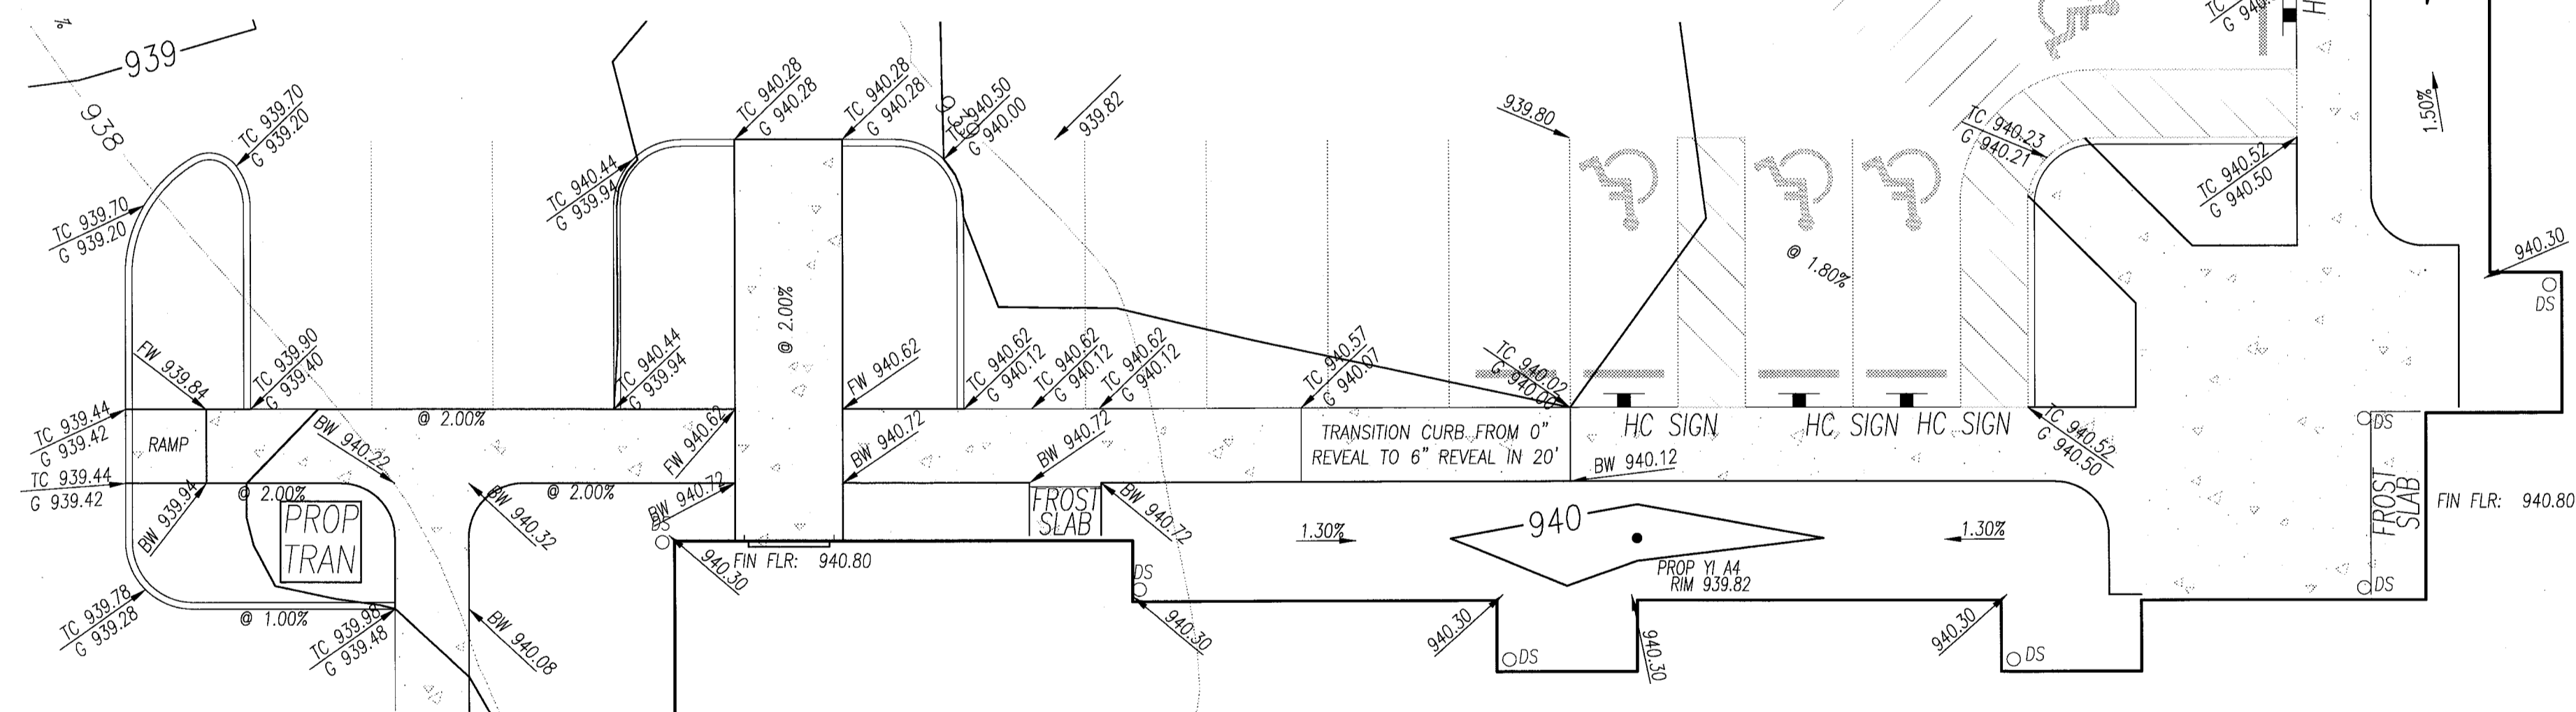 %
939
938
TC 939.70
G 939.20
TC 939.70
G 939.20
TC 940.28
G 940.28
TC 940.28
G 940.28
TC 940.50
G 940.00
939.82
939.80
TC 940.44
G 939.94
TC 940.23
G 940.21
TC 940.52
G 940.50
1.50%
940.30
DS
@ 1.80%
@ 2.00%
FW 939.84
TC 939.90
G 939.40
TC 940.44
G 939.94
FW 940.62
TC 940.62
G 940.12
TC 940.62
G 940.12
TC 940.62
G 940.12
TC 940.57
G 940.07
TC 940.02
G 940.00
TC 939.44
G 939.42
RAMP
@ 2.00%
BW 940.22
FW 940.62
BW 940.72
BW 940.72
TRANSITION CURB FROM 0"
REVEAL TO 6" REVEAL IN 20'
HC SIGN
HC SIGN
HC SIGN
TC 940.52
G 940.50
DS
BW 940.12
TC 939.44
G 939.42
@ 2.00%
BW 939.94
PROP
TRAN
@ 2.00%
BW 940.32
BW 940.72
DS
FROST
SLAB
BW 940.72
1.30%
940
1.30%
FROST
SLAB
FIN FLR: 940.80
940.30
FIN FLR: 940.80
PROP YI A4
RIM 939.82
DS
DS
TC 939.78
G 939.28
@ 1.00%
TC 939.98
G 939.48
BW 940.08
940.30
940.30
DS
940.30
940.30
DS